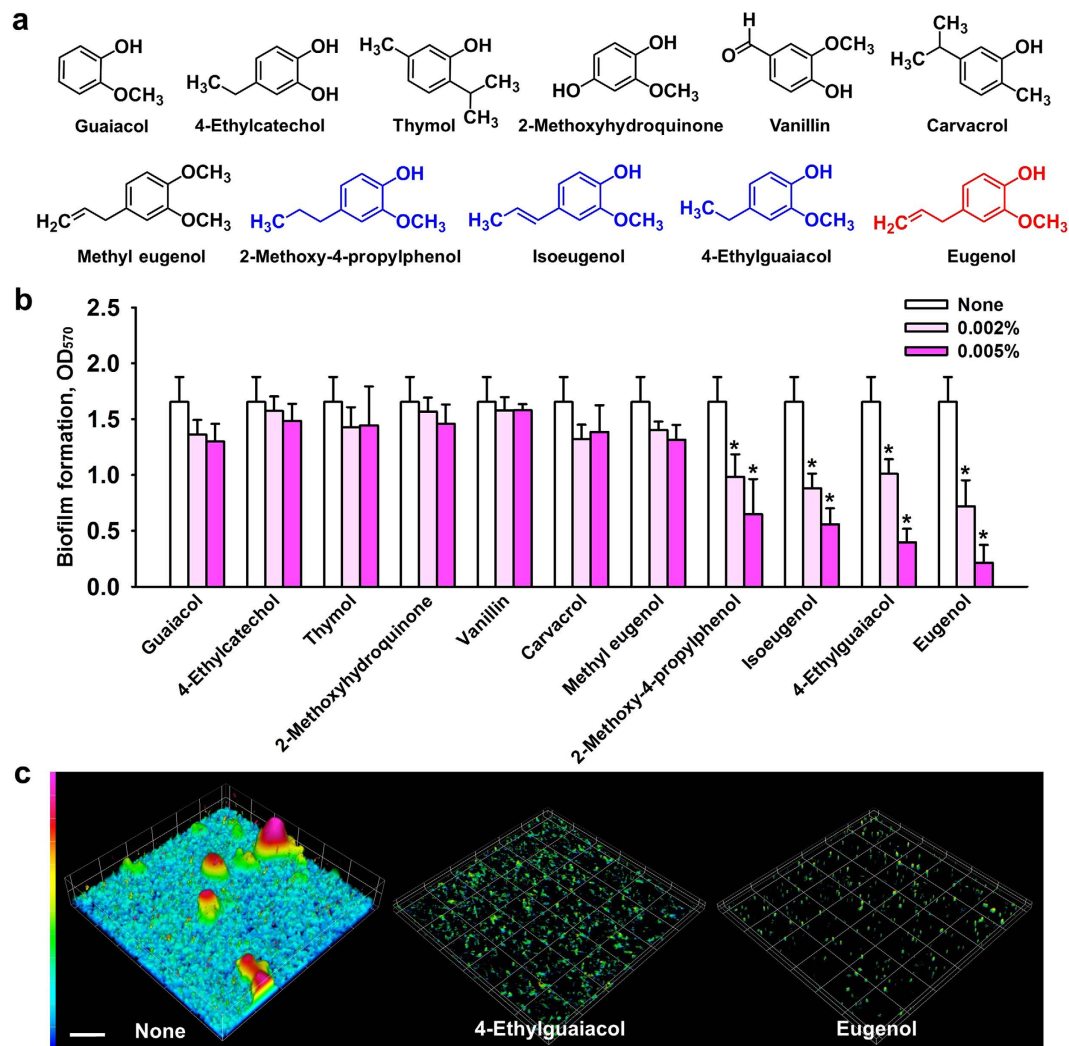 a
OH
OCH3
Guaiacol
OH
H3C
OH
4-Ethylcatechol
H3C
OH
CH3
CH3
Thymol
OH
HO
OCH3
2-Methoxyhydroquinone
H
O
OCH3
OH
Vanillin
CH3
H3C
OH
CH3
Carvacrol
OCH3
H2C
OCH3
Methyl eugenol
OH
H3C
OCH3
2-Methoxy-4-propylphenol
OH
H3C
OCH3
Isoeugenol
OH
H3C
OCH3
4-Ethylguaiacol
OH
H2C
OCH3
Eugenol
b
Biofilm formation, OD570
2.5
2.0
1.5
1.0
0.5
0.0
None
0.002%
0.005%
* * * * * * * *
Guaiacol
4-Ethylcatechol
Thymol
2-Methoxyhydroquinone
Vanillin
Carvacrol
Methyl eugenol
2-Methoxy-4-propylphenol
Isoeugenol
4-Ethylguaiacol
Eugenol
c
None
4-Ethylguaiacol
Eugenol